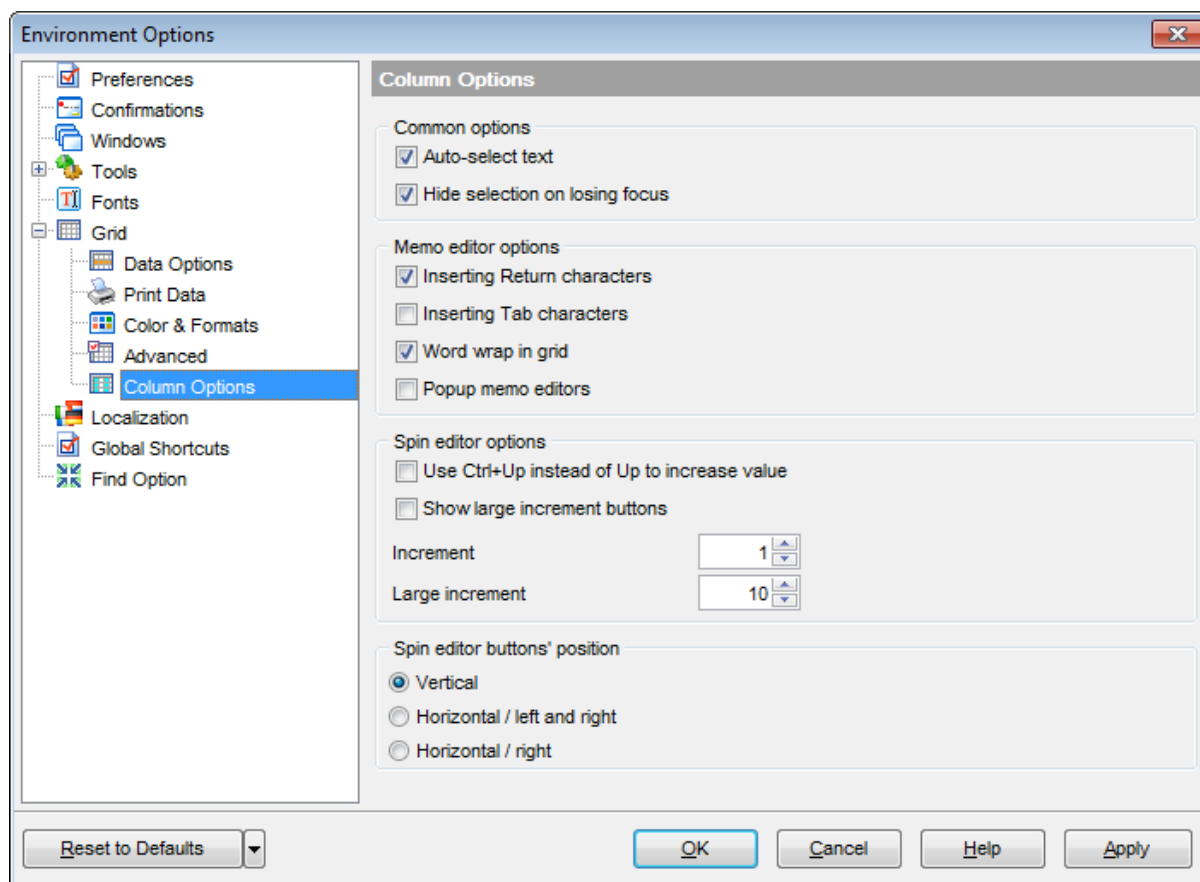 Environment Options
Preferences
Confirmations
Windows
Tools
Fonts
Grid
Data Options
Print Data
Color & Formats
Advanced
Column Options
Localization
Global Shortcuts
Find Option
Column Options
Common options
Auto-select text
Hide selection on losing focus
Memo editor options
Inserting Return characters
Inserting Tab characters
Word wrap in grid
Popup memo editors
Spin editor options
Use Ctrl+Up instead of Up to increase value
Show large increment buttons
Increment 1
Large increment 10
Spin editor buttons' position
Vertical
Horizontal / left and right
Horizontal / right
Reset to Defaults OK Cancel Help Apply